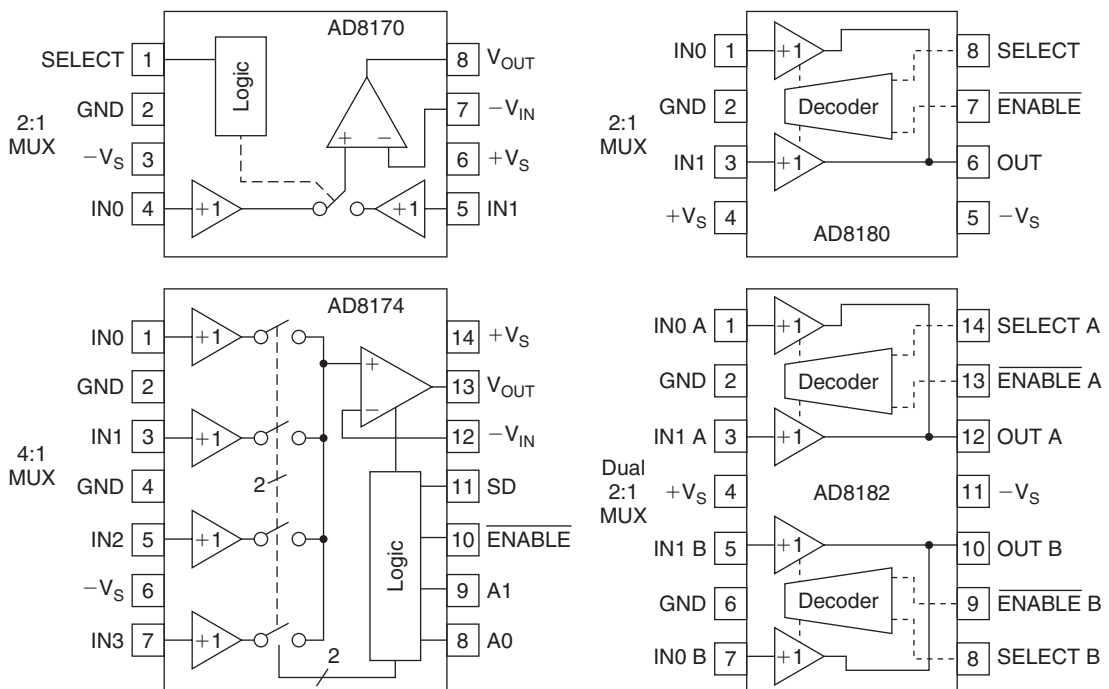 AD8170
2:1
MUX
SELECT 1
GND 2
−VS 3
IN0 4
Logic
+ −
+1 +1
8 VOUT
7 −VIN
6 +VS
5 IN1
2:1
MUX
IN0 1
GND 2
IN1 3
+VS 4
+1
Decoder
+1
8 SELECT
7 ENABLE
6 OUT
5 −VS
AD8180
AD8174
4:1
MUX
IN0 1
GND 2
IN1 3
GND 4
IN2 5
−VS 6
IN3 7
+1
+1
+1
+1
2
+
−
Logic
2
14 +VS
13 VOUT
12 −VIN
11 SD
10 ENABLE
9 A1
8 A0
Dual
2:1
MUX
IN0 A 1
GND 2
IN1 A 3
+VS 4
IN1 B 5
GND 6
IN0 B 7
+1
Decoder
+1
AD8182
+1
Decoder
+1
14 SELECT A
13 ENABLE A
12 OUT A
11 −VS
10 OUT B
9 ENABLE B
8 SELECT B